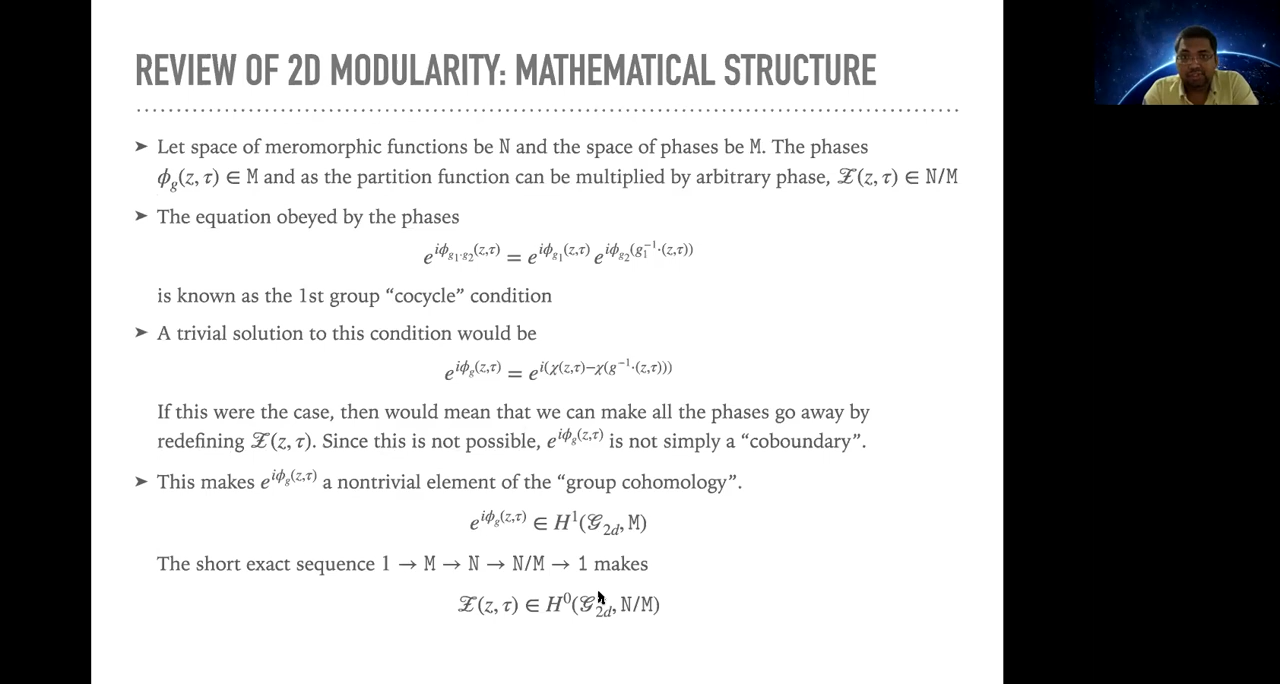 REVIEW OF 2D MODULARITY: MATHEMATICAL STRUCTURE
➤ Let space of meromorphic functions be N and the space of phases be M. The phases
ϕ_g(z, τ) ∈ M and as the partition function can be multiplied by arbitrary phase, 𝒵(z, τ) ∈ N/M
➤ The equation obeyed by the phases
e^{iϕ_{g₁·g₂}(z,τ)} = e^{iϕ_{g₁}(z,τ)} e^{iϕ_{g₂}(g₁^{-1}·(z,τ))}
is known as the 1st group “cocycle” condition
➤ A trivial solution to this condition would be
e^{iϕ_g(z,τ)} = e^{i(χ(z,τ)−χ(g^{−1}·(z,τ)))}
If this were the case, then would mean that we can make all the phases go away by
redefining 𝒵(z, τ). Since this is not possible, e^{iϕ_g(z,τ)} is not simply a “coboundary”.
➤ This makes e^{iϕ_g(z,τ)} a nontrivial element of the “group cohomology”.
e^{iϕ_g(z,τ)} ∈ H^1(𝒢_{2d}, M)
The short exact sequence 1 → M → N → N/M → 1 makes
𝒵(z, τ) ∈ H^0(𝒢_{2d}, N/M)